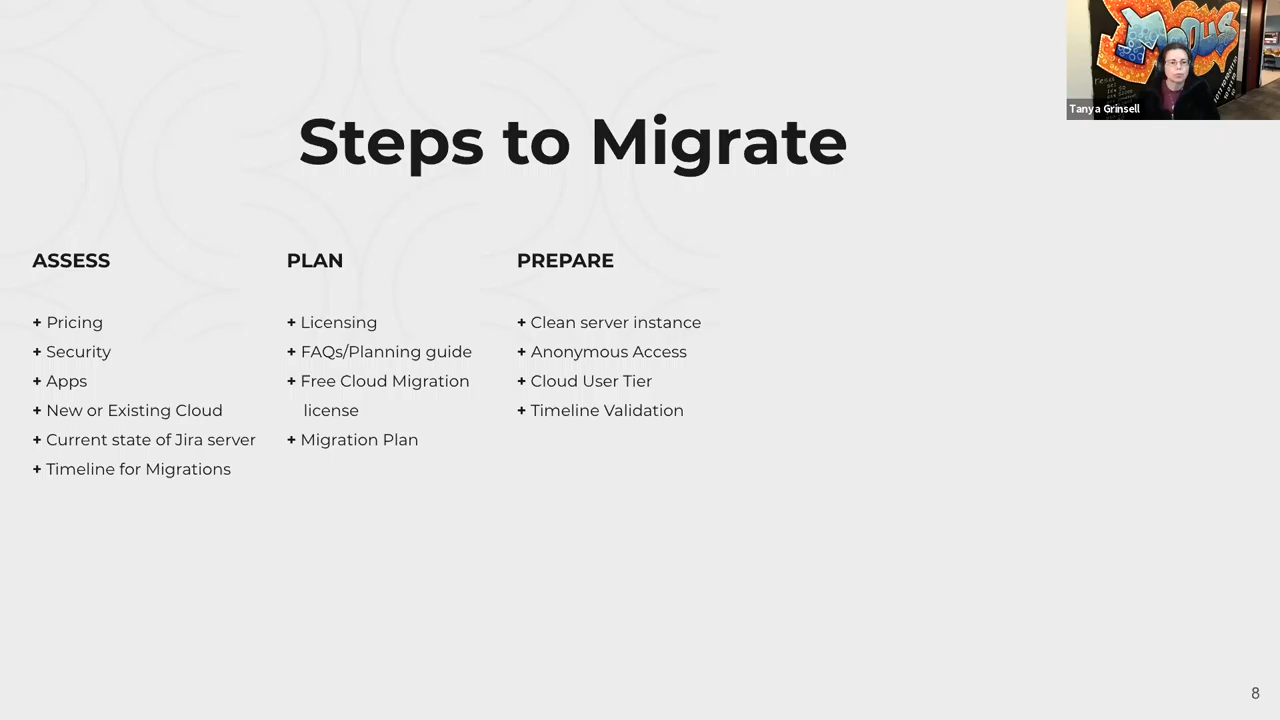 Tanya Grinsell
Steps to Migrate
ASSESS
+ Pricing
+ Security
+ Apps
+ New or Existing Cloud
+ Current state of Jira server
+ Timeline for Migrations
PLAN
+ Licensing
+ FAQs/Planning guide
+ Free Cloud Migration
license
+ Migration Plan
PREPARE
+ Clean server instance
+ Anonymous Access
+ Cloud User Tier
+ Timeline Validation
8